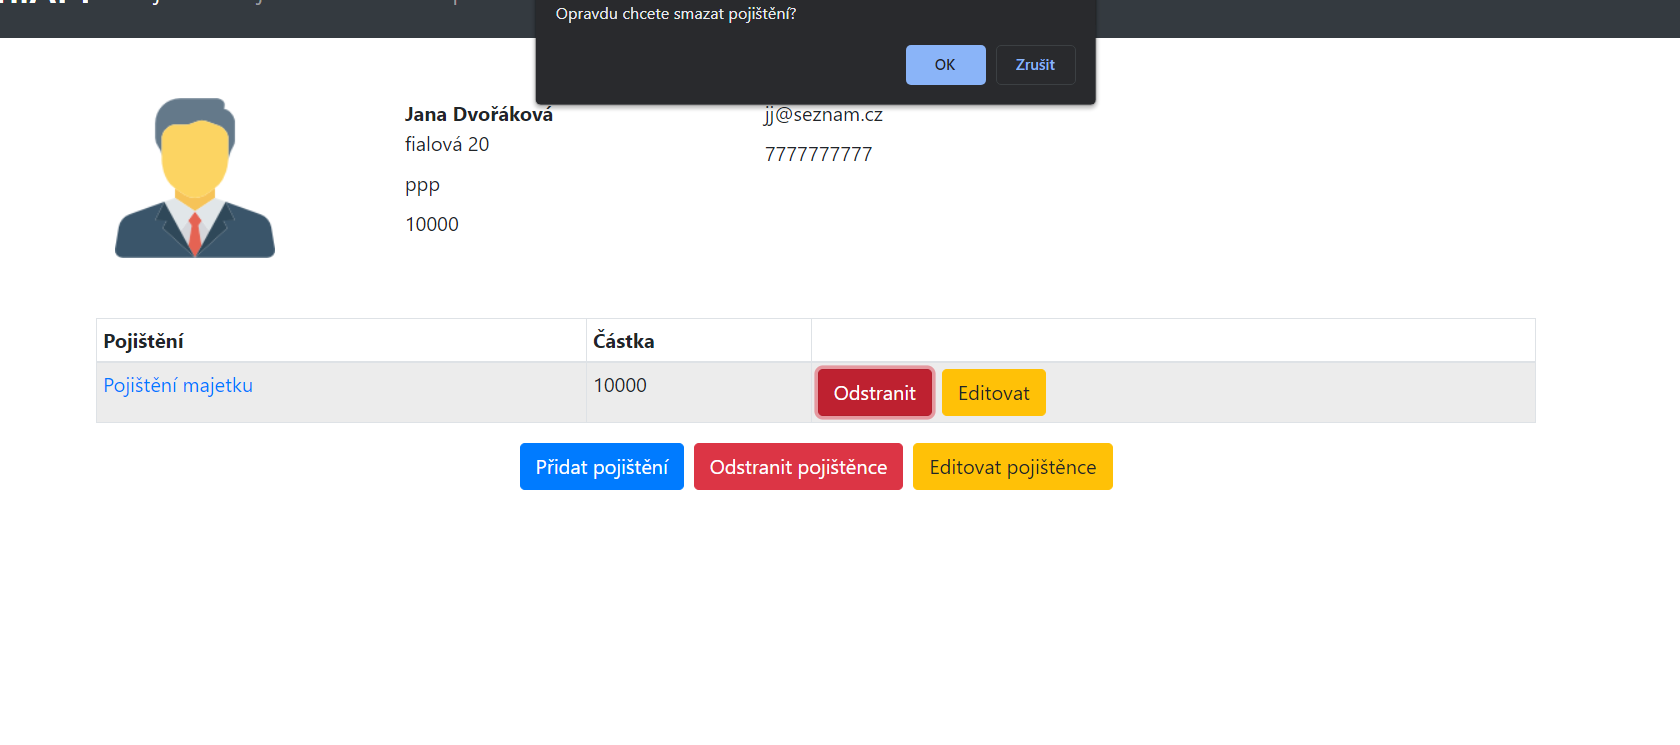 Opravdu chcete smazat pojištění?
OK Zrušit
Jana Dvořáková
fialová 20
ppp
10000
jj@seznam.cz
7777777777
Pojištění Částka
Pojištění majetku 10000 Odstranit Editovat
Přidat pojištění Odstranit pojištěnce Editovat pojištěnce